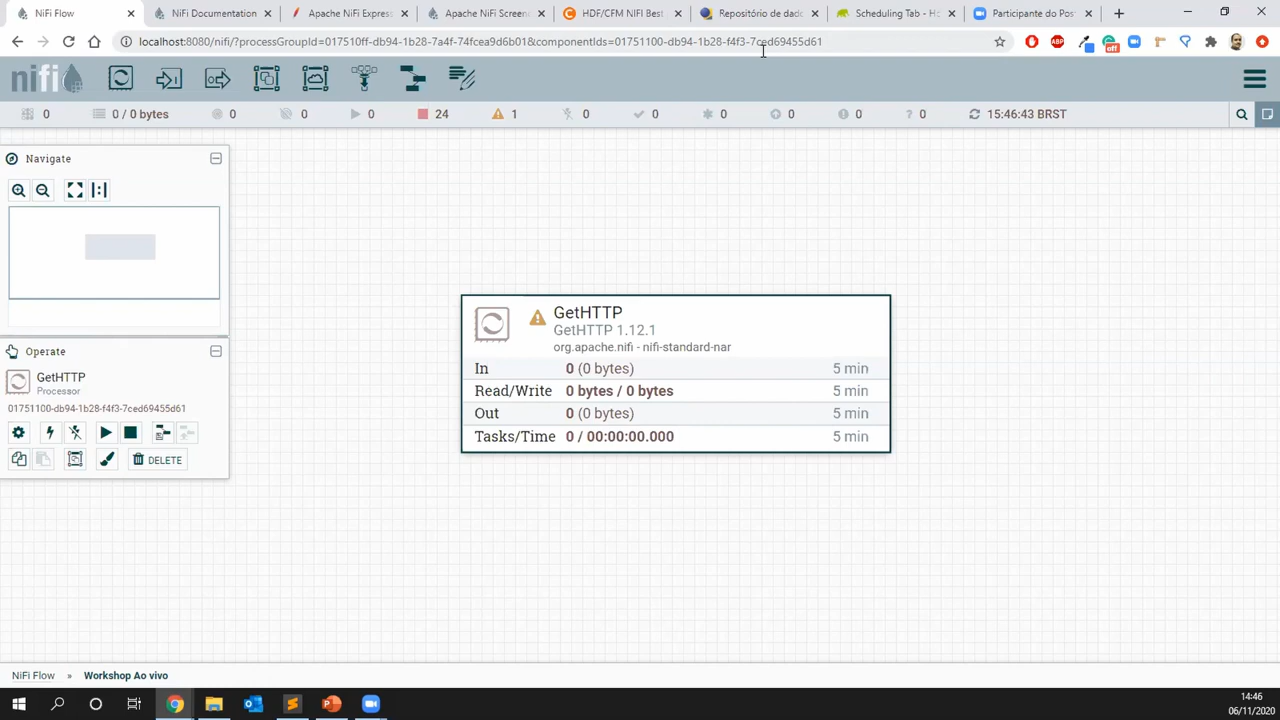 NiFi Flow
NiFi Documentation
Apache NiFi Express
Apache NiFi Screen
HDF/CFM NIFI Best
Repositório de dado
Scheduling Tab - Ho
Participante do Pos
localhost:8080/nifi/?processGroupId=017510ff-db94-1b28-7a4f-74fcea9d6b01&componentIds=01751100-db94-1b28-f4f3-7ced69455d61
ABP
off
nifi
0
0 / 0 bytes
0
0
0
24
1
0
0
0
0
0
0
15:46:43 BRST
Navigate
Operate
GetHTTP
Processor
01751100-db94-1b28-f4f3-7ced69455d61
DELETE
GetHTTP
GetHTTP 1.12.1
org.apache.nifi - nifi-standard-nar
In 0 (0 bytes) 5 min
Read/Write 0 bytes / 0 bytes 5 min
Out 0 (0 bytes) 5 min
Tasks/Time 0 / 00:00:00.000 5 min
NiFi Flow » Workshop Ao vivo
14:46
06/11/2020